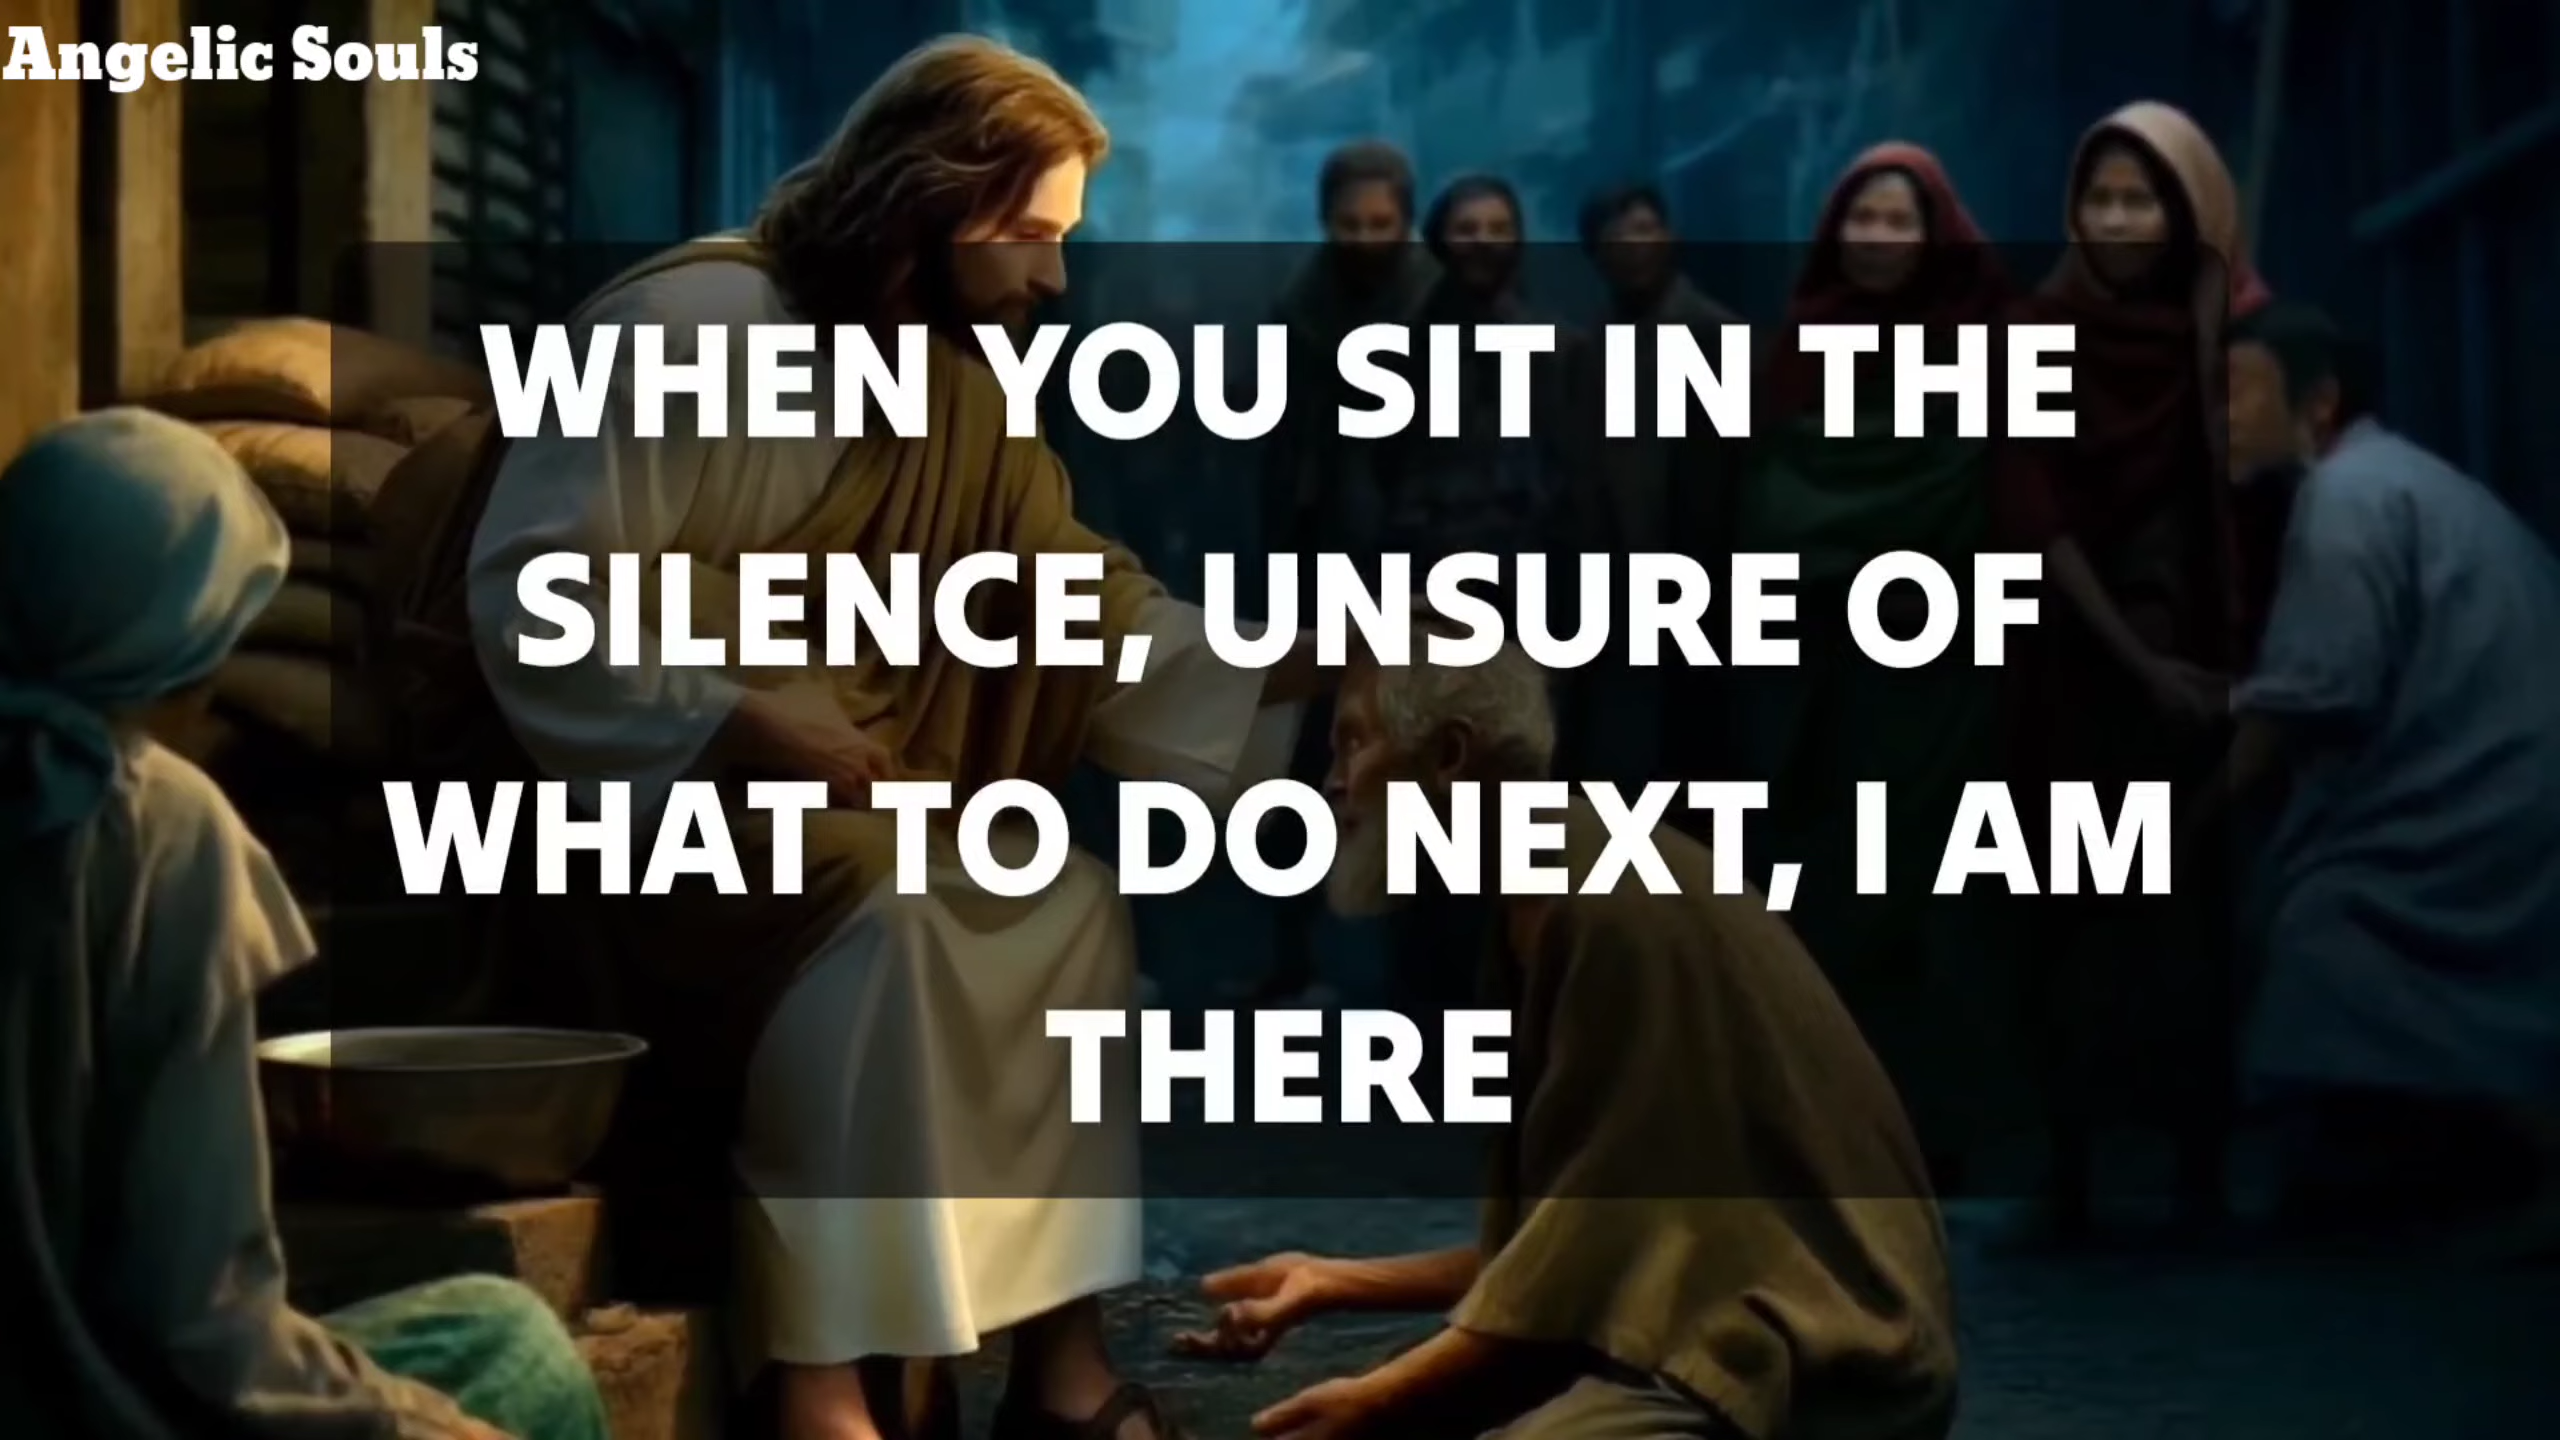 Angelic Souls
WHEN YOU SIT IN THE
SILENCE, UNSURE OF
WHAT TO DO NEXT, I AM
THERE